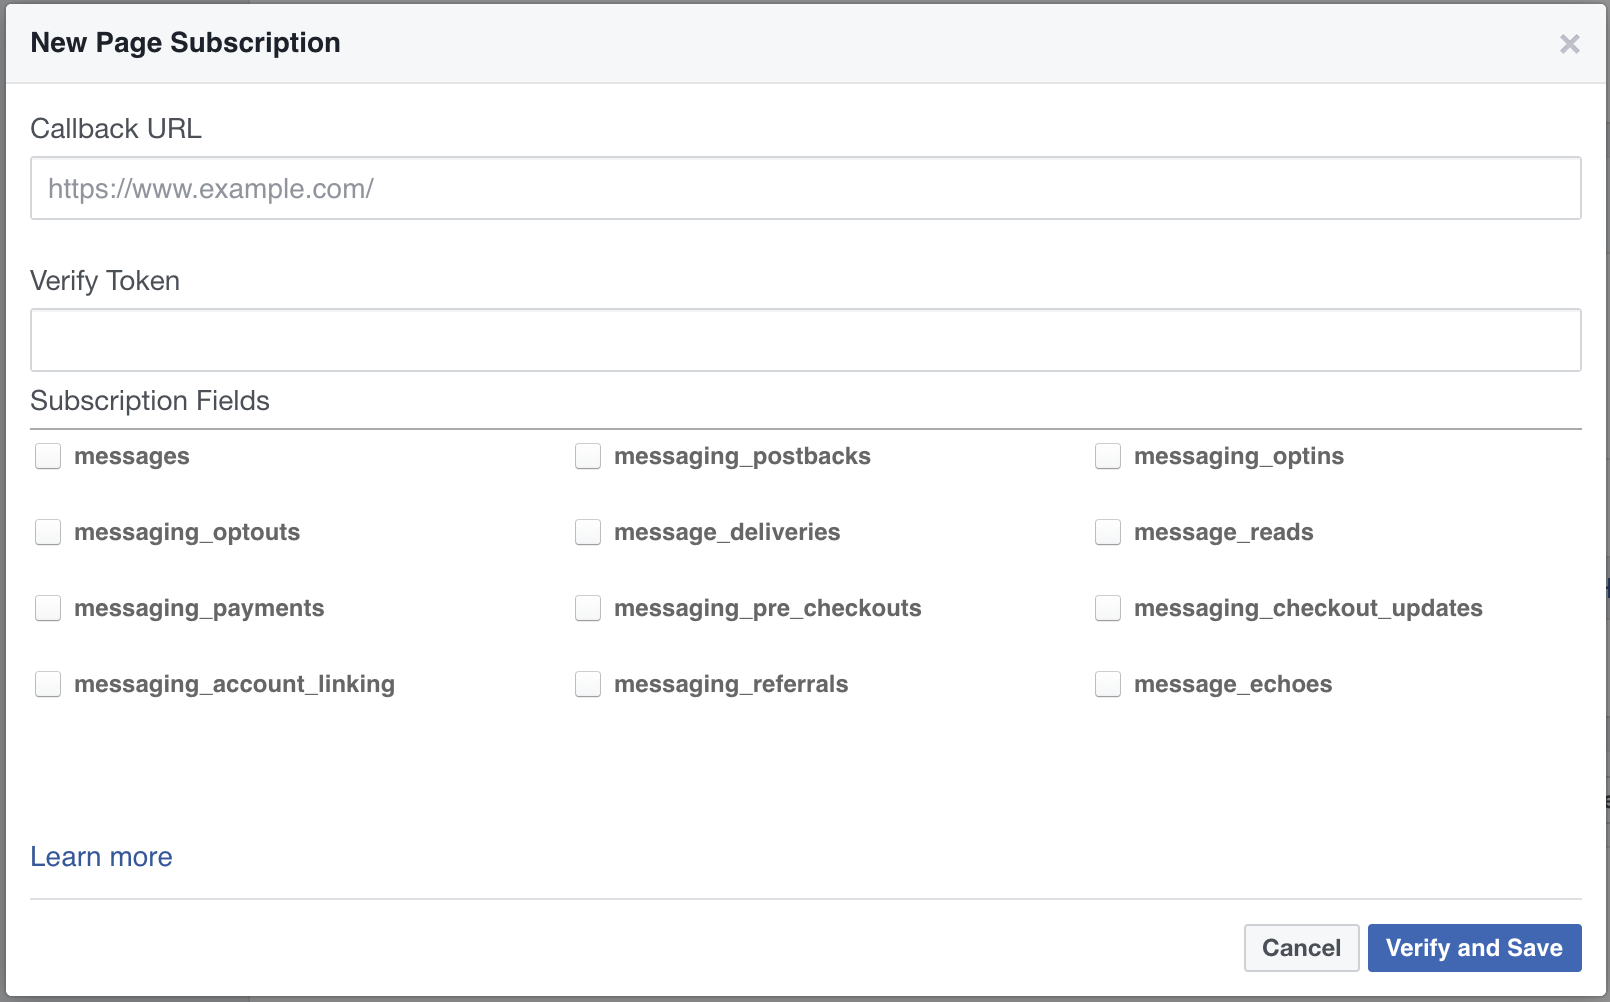 New Page Subscription
×
Callback URL
https://www.example.com/
Verify Token
Subscription Fields
messages messaging_postbacks messaging_optins
messaging_optouts message_deliveries message_reads
messaging_payments messaging_pre_checkouts messaging_checkout_updates
messaging_account_linking messaging_referrals message_echoes
Learn more
Cancel Verify and Save